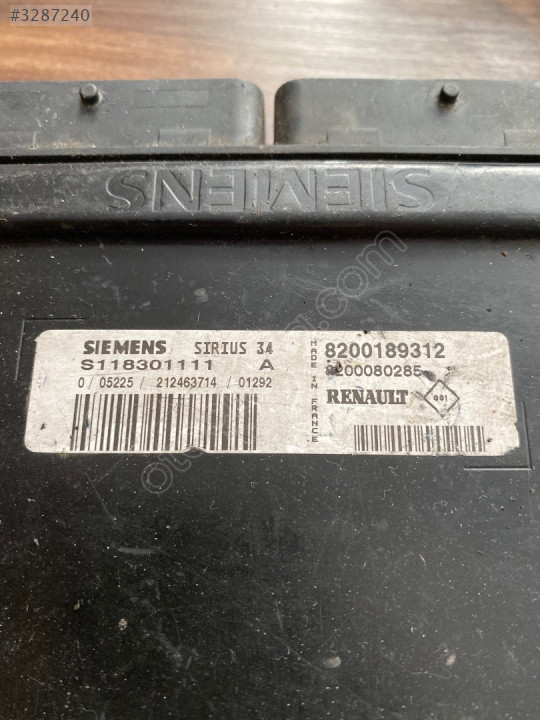 #3287240
SIEMENS
SIEMENS SIRIUS 34
S118301111 A
0 / 05225 / 212463714 / 01292
MADE IN FRANCE
8200189312
8200080285
RENAULT 001